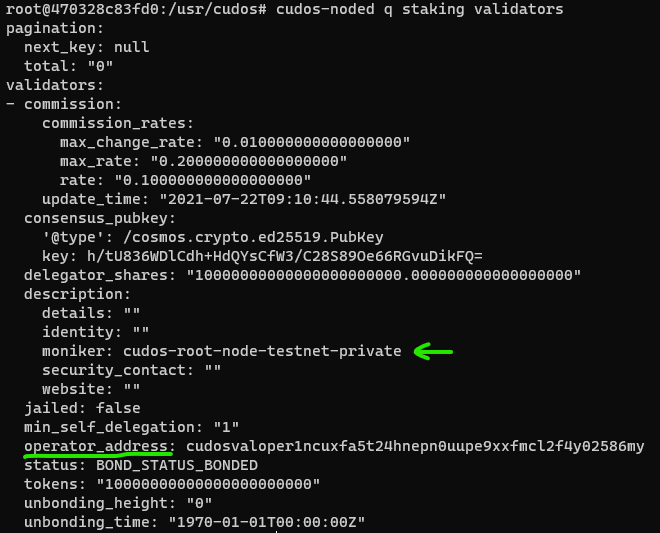 root@470328c83fd0:/usr/cudos# cudos-noded q staking validators
pagination:
  next_key: null
  total: "0"
validators:
- commission:
    commission_rates:
      max_change_rate: "0.010000000000000000"
      max_rate: "0.200000000000000000"
      rate: "0.100000000000000000"
    update_time: "2021-07-22T09:10:44.558079594Z"
  consensus_pubkey:
    '@type': /cosmos.crypto.ed25519.PubKey
    key: h/tU836WDlCdh+HdQYsCfW3/C28S89Oe66RGvuDikFQ=
  delegator_shares: "10000000000000000000000.000000000000000000"
  description:
    details: ""
    identity: ""
    moniker: cudos-root-node-testnet-private
    security_contact: ""
    website: ""
  jailed: false
  min_self_delegation: "1"
  operator_address: cudosvaloper1ncuxfa5t24hnepn0uupe9xxfmcl2f4y02586my
  status: BOND_STATUS_BONDED
  tokens: "10000000000000000000000"
  unbonding_height: "0"
  unbonding_time: "1970-01-01T00:00:00Z"